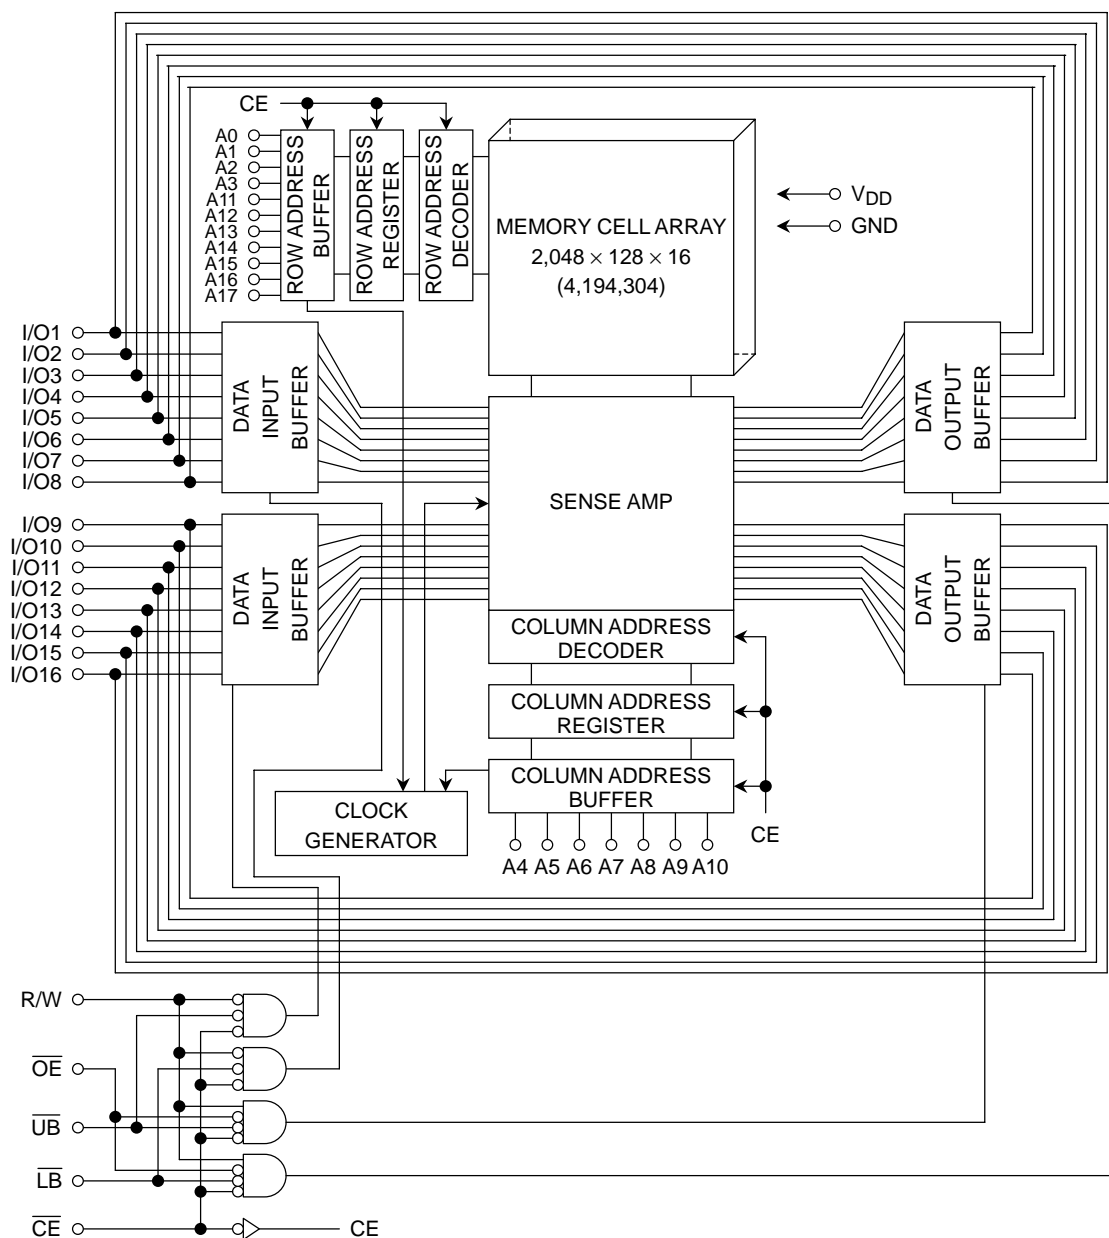 CE
A0
A1
A2
A3
A11
A12
A13
A14
A15
A16
A17
ROW ADDRESS
BUFFER
ROW ADDRESS
REGISTER
ROW ADDRESS
DECODER
MEMORY CELL ARRAY
2,048 × 128 × 16
(4,194,304)
VDD
GND
I/O1
I/O2
I/O3
I/O4
I/O5
I/O6
I/O7
I/O8
DATA
INPUT
BUFFER
SENSE AMP
DATA
OUTPUT
BUFFER
I/O9
I/O10
I/O11
I/O12
I/O13
I/O14
I/O15
I/O16
DATA
INPUT
BUFFER
DATA
OUTPUT
BUFFER
COLUMN ADDRESS
DECODER
COLUMN ADDRESS
REGISTER
COLUMN ADDRESS
BUFFER
CLOCK
GENERATOR
CE
A4 A5 A6 A7 A8 A9 A10
R/W
O̅E̅
U̅B̅
L̅B̅
C̅E̅
CE